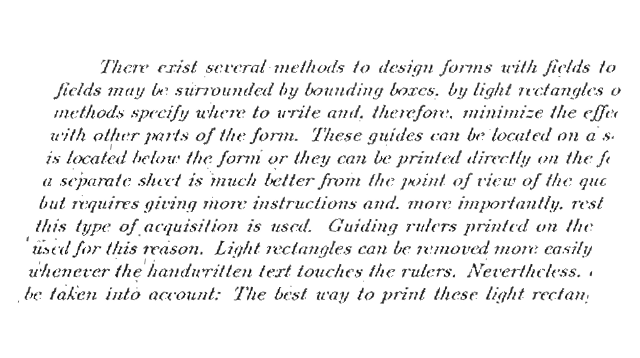 There exist several methods to design forms with fields to
fields may be surrounded by bounding boxes, by light rectangles o
methods specify where to write and, therefore, minimize the effec
with other parts of the form. These guides can be located on a s
is located below the form or they can be printed directly on the fo
a separate sheet is much better from the point of view of the qua
but requires giving more instructions and, more importantly, rest
this type of acquisition is used. Guiding rulers printed on the
used for this reason. Light rectangles can be removed more easily
whenever the handwritten text touches the rulers. Nevertheless,
be taken into account: The best way to print these light rectan